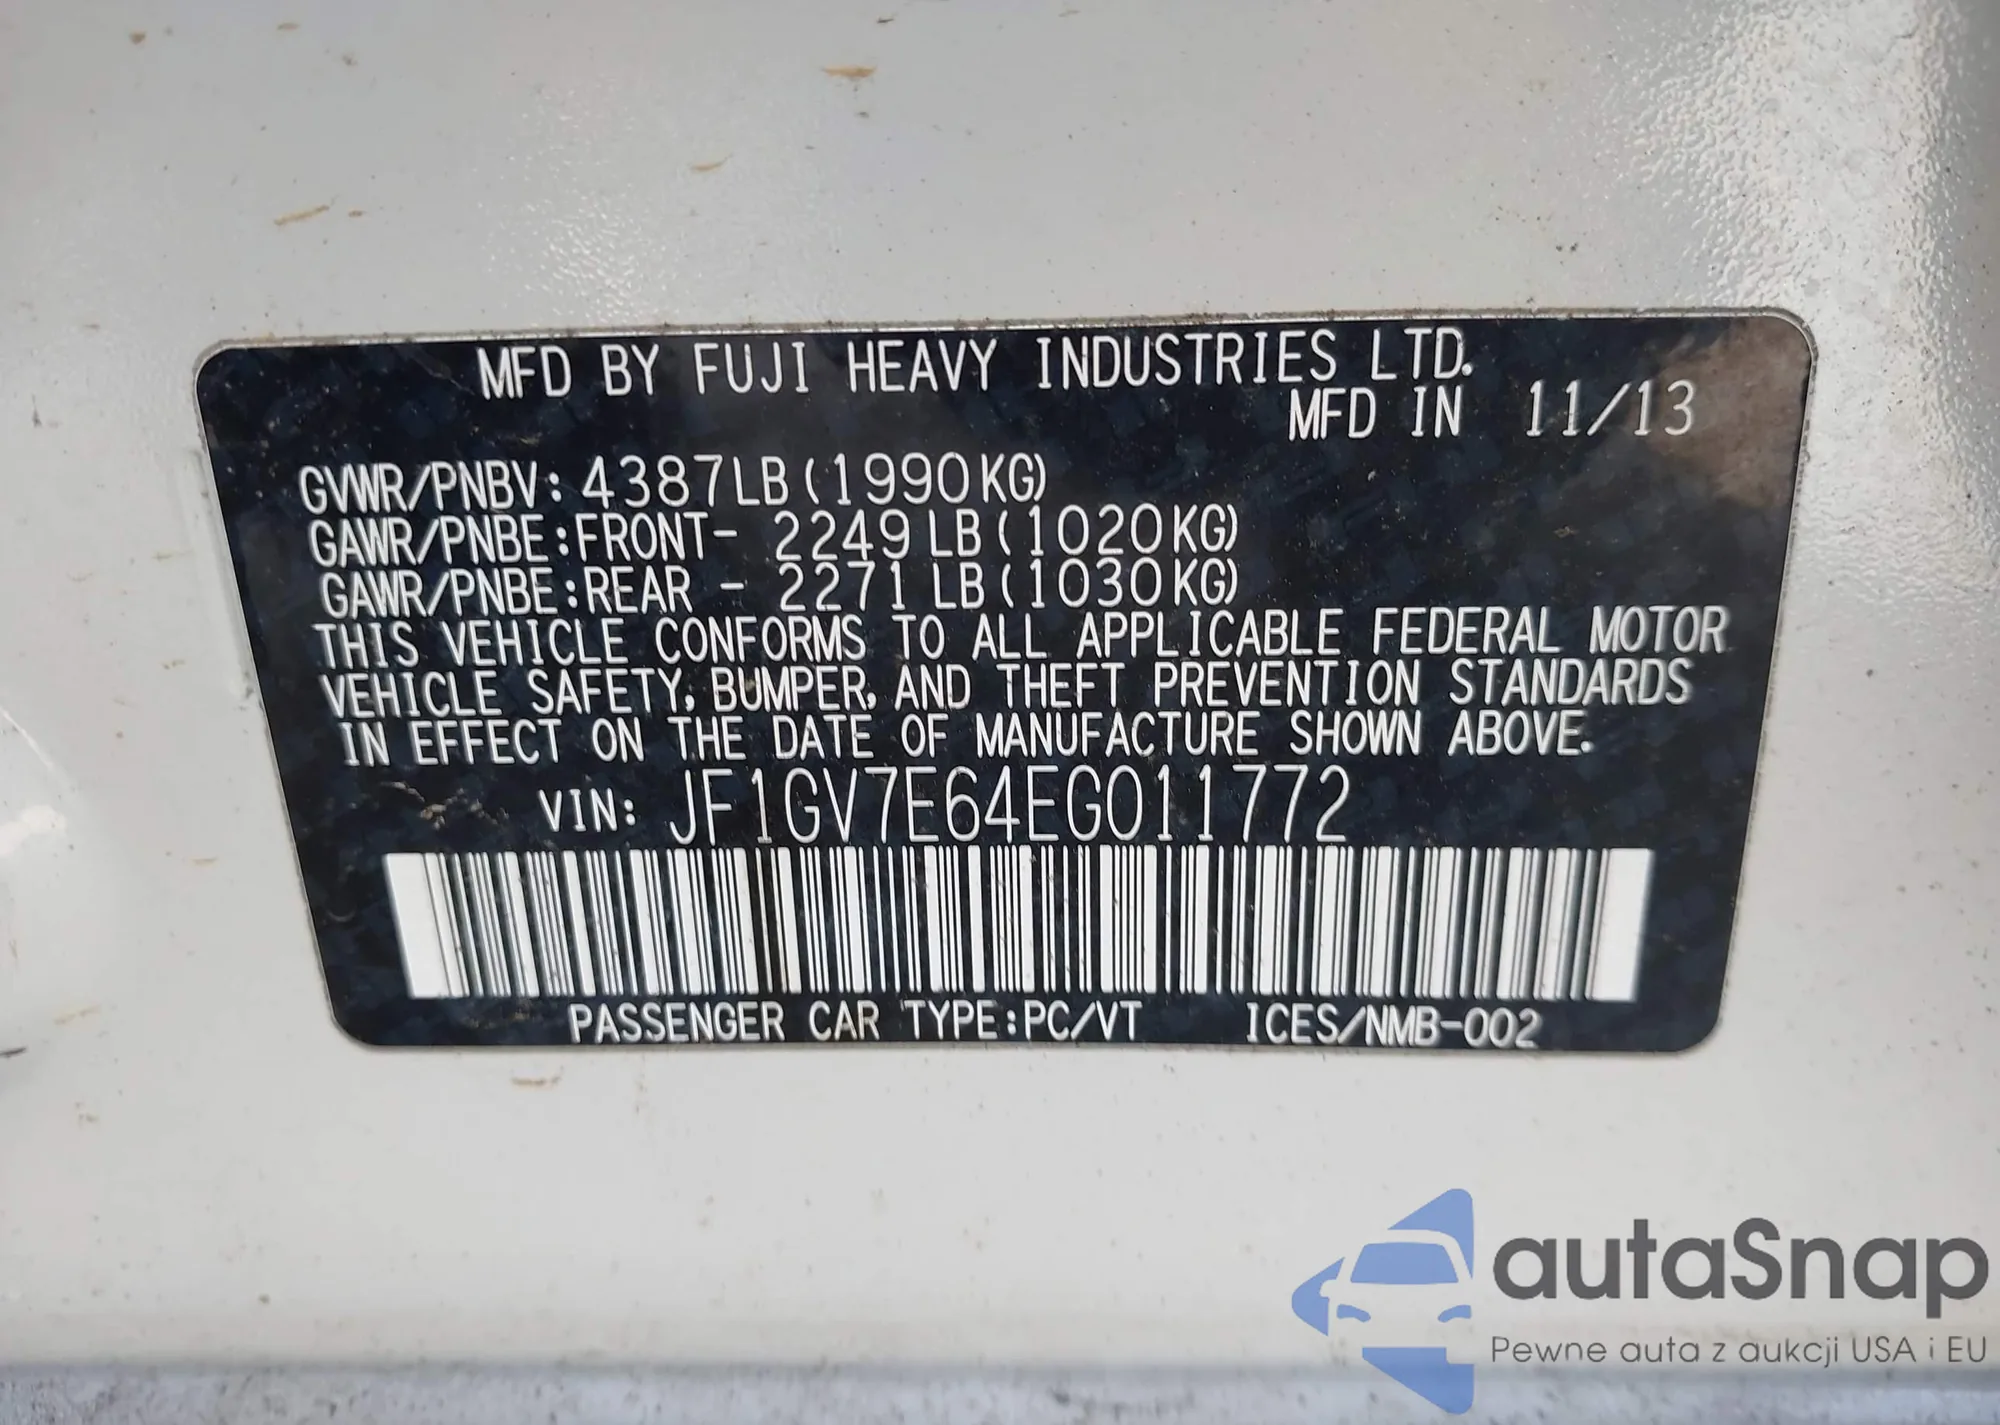 MFD BY FUJI HEAVY INDUSTRIES LTD.
MFD IN 11/13
GVWR/PNBV: 4387LB(1990KG)
GAWR/PNBE:FRONT- 2249LB(1020KG)
GAWR/PNBE:REAR - 2271LB(1030KG)
THIS VEHICLE CONFORMS TO ALL APPLICABLE FEDERAL MOTOR
VEHICLE SAFETY, BUMPER, AND THEFT PREVENTION STANDARDS
IN EFFECT ON THE DATE OF MANUFACTURE SHOWN ABOVE.
VIN: JF1GV7E64EG011772
PASSENGER CAR TYPE:PC/VT ICES/NMB-002
autaSnap
Pewne auta z aukcji USA i EU